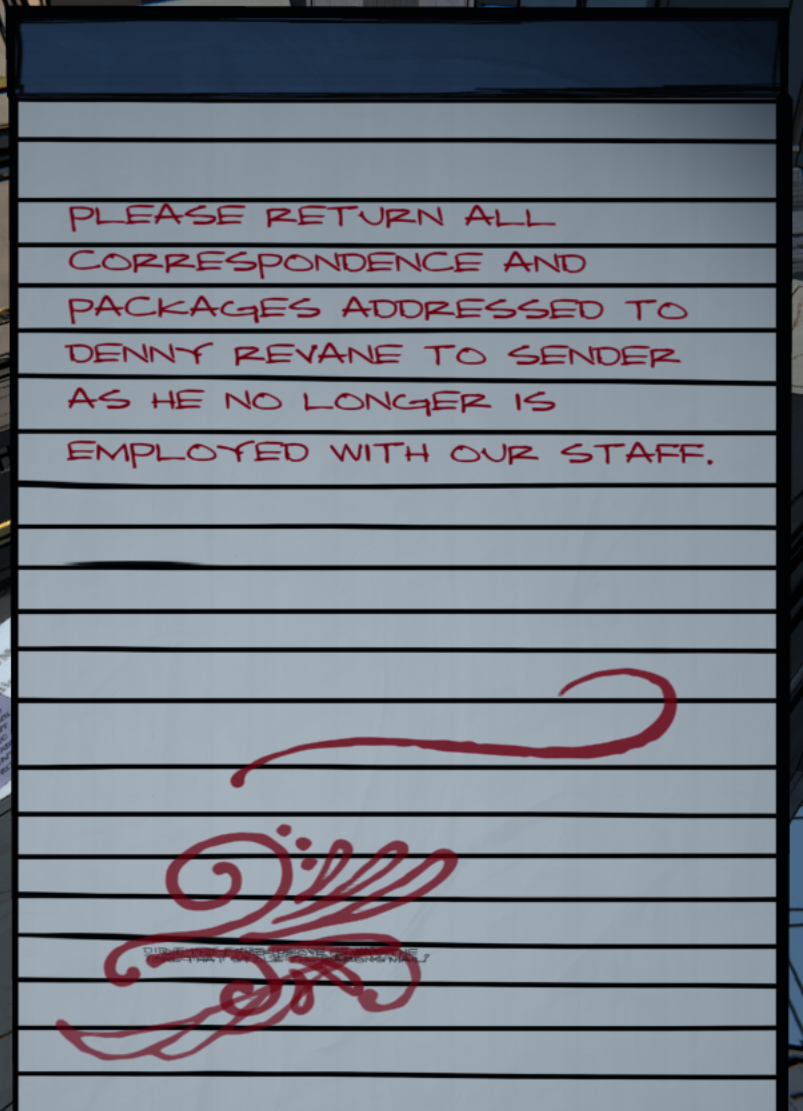 PLEASE RETURN ALL
CORRESPONDENCE AND
PACKAGES ADDRESSED TO
DENNY REVANE TO SENDER
AS HE NO LONGER IS
EMPLOYED WITH OUR STAFF.